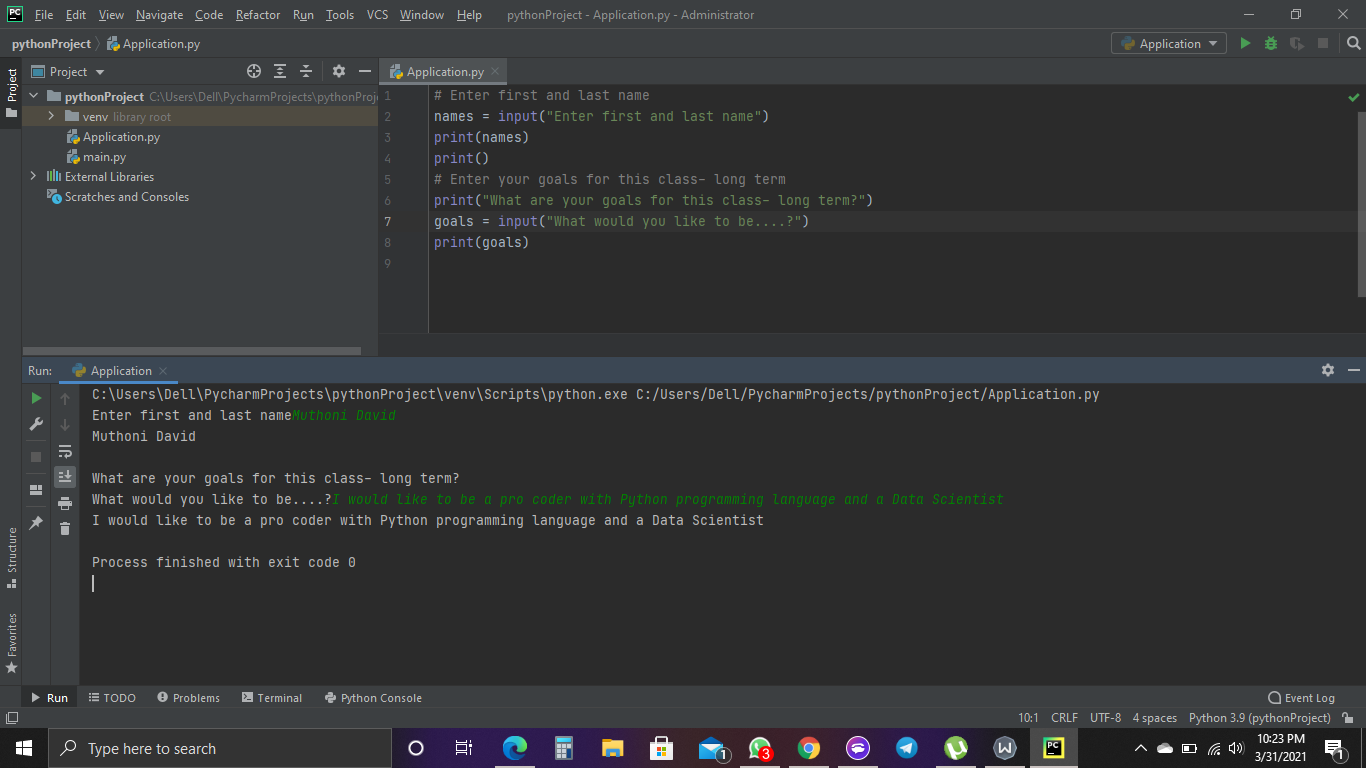 PC File Edit View Navigate Code Refactor Run Tools VCS Window Help pythonProject - Application.py - Administrator
pythonProject Application.py Application
Project
Project
Application.py
pythonProject C:\Users\Dell\PycharmProjects\pythonProj
venv library root
Application.py
main.py
External Libraries
Scratches and Consoles
1 # Enter first and last name
2 names = input("Enter first and last name")
3 print(names)
4 print()
5 # Enter your goals for this class- long term
6 print("What are your goals for this class- long term?")
7 goals = input("What would you like to be....?")
8 print(goals)
9
Run: Application
C:\Users\Dell\PycharmProjects\pythonProject\venv\Scripts\python.exe C:/Users/Dell/PycharmProjects/pythonProject/Application.py
Enter first and last nameMuthoni David
Muthoni David
What are your goals for this class- long term?
What would you like to be....?I would like to be a pro coder with Python programming language and a Data Scientist
I would like to be a pro coder with Python programming language and a Data Scientist
Process finished with exit code 0
Structure
Favorites
Run TODO Problems Terminal Python Console Event Log
10:1 CRLF UTF-8 4 spaces Python 3.9 (pythonProject)
Type here to search
1
3
W
PC
10:23 PM
3/31/2021
1